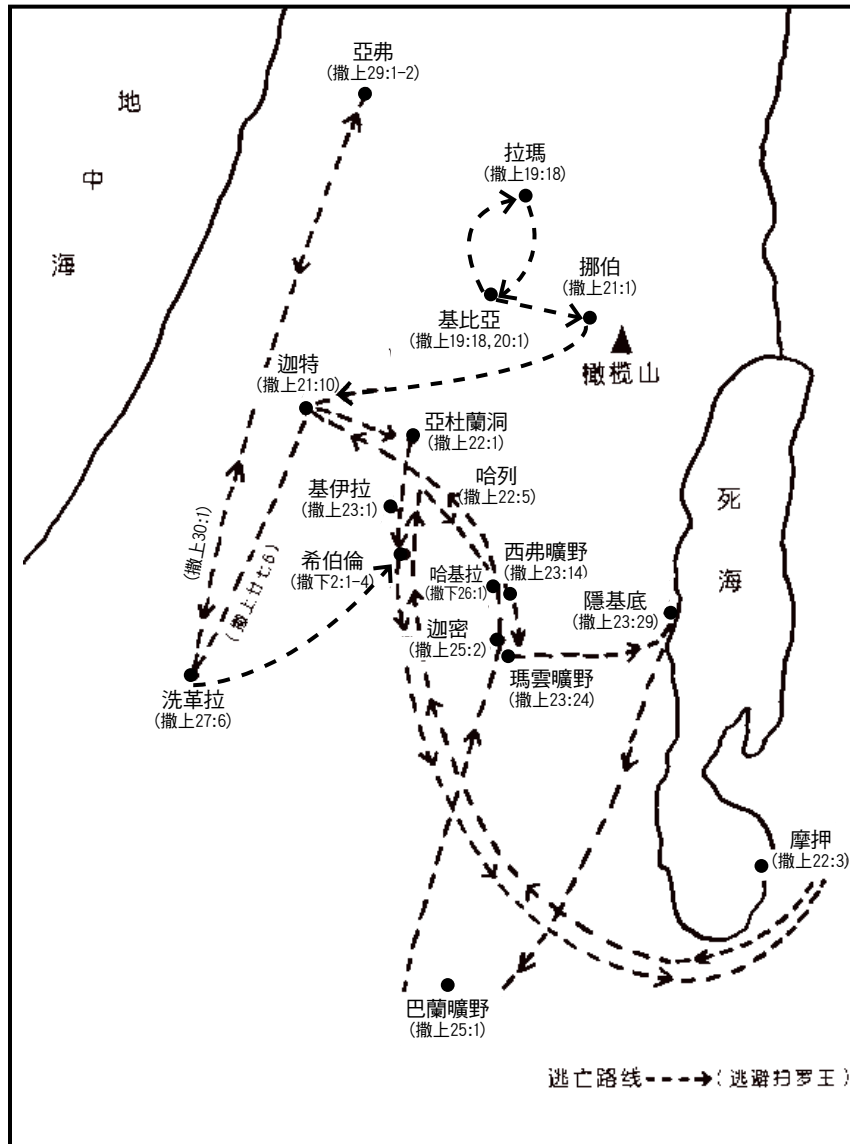 亞弗
(撒上29:1-2)
地
中
海
拉瑪
(撒上19:18)
挪伯
(撒上21:1)
基比亞
(撒上19:18,20:1)
橄榄山
迦特
(撒上21:10)
亞杜蘭洞
(撒上22:1)
哈列
(撒上22:5)
基伊拉
(撒上23:1)
死
海
(撒上30:1)
(撒上廿七:6)
希伯倫
(撒下2:1-4)
哈基拉
(撒下26:1)
西弗曠野
(撒上23:14)
隱基底
(撒上23:29)
迦密
(撒上25:2)
瑪雲曠野
(撒上23:24)
洗革拉
(撒上27:6)
摩押
(撒上22:3)
巴蘭曠野
(撒上25:1)
逃亡路线(逃避扫罗王)